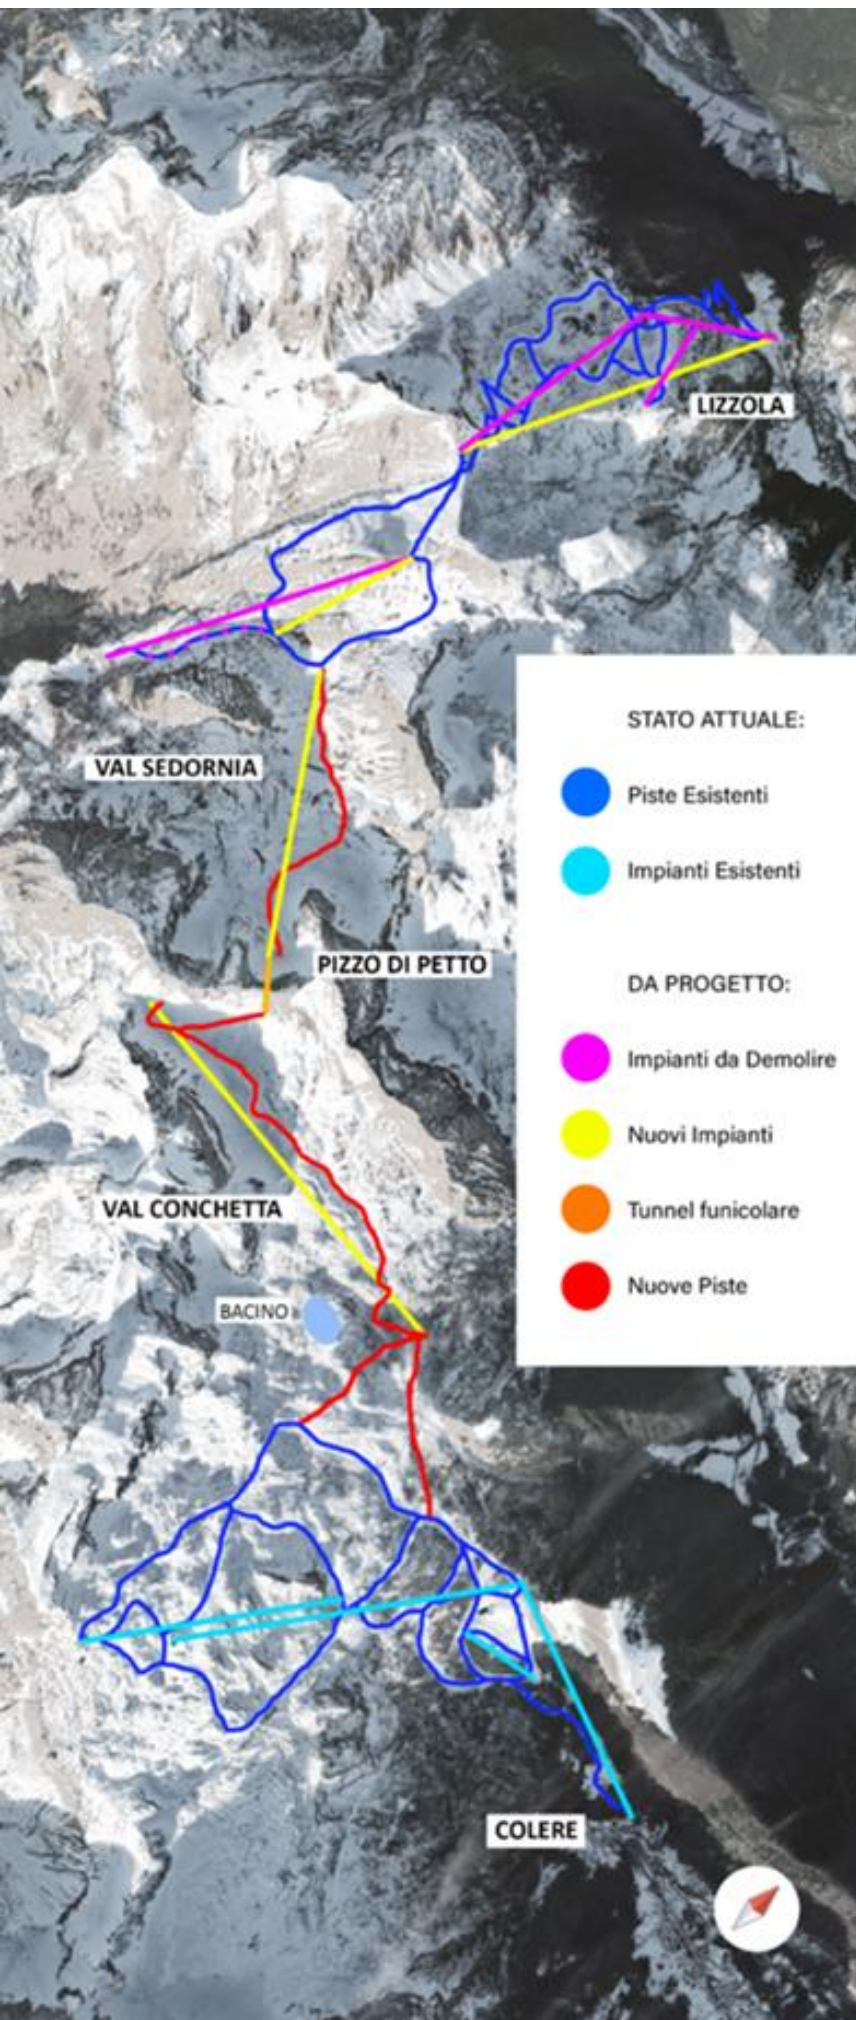 LIZZOLA
STATO ATTUALE:
Piste Esistenti
VAL SEDORNIA
Impianti Esistenti
PIZZO DI PETTO
DA PROGETTO:
Impianti da Demolire
Nuovi Impianti
VAL CONCHETTA
Tunnel funicolare
Nuove Piste
BACINO
COLERE